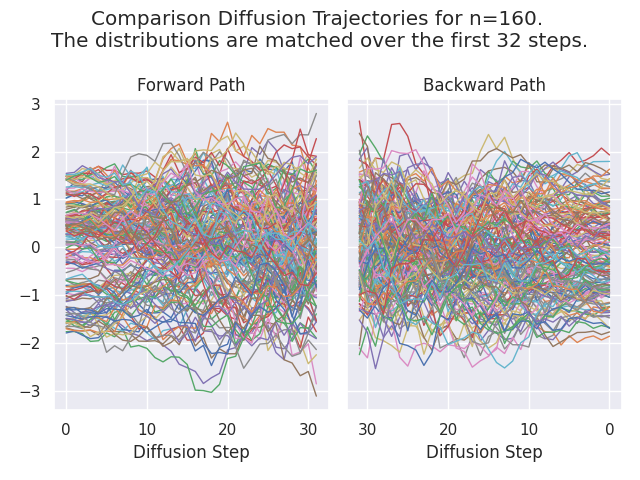 Comparison Diffusion Trajectories for n=160.
The distributions are matched over the first 32 steps.
Forward Path
Backward Path
3
2
1
0
−1
−2
−3
0 10 20 30
30 20 10 0
Diffusion Step
Diffusion Step